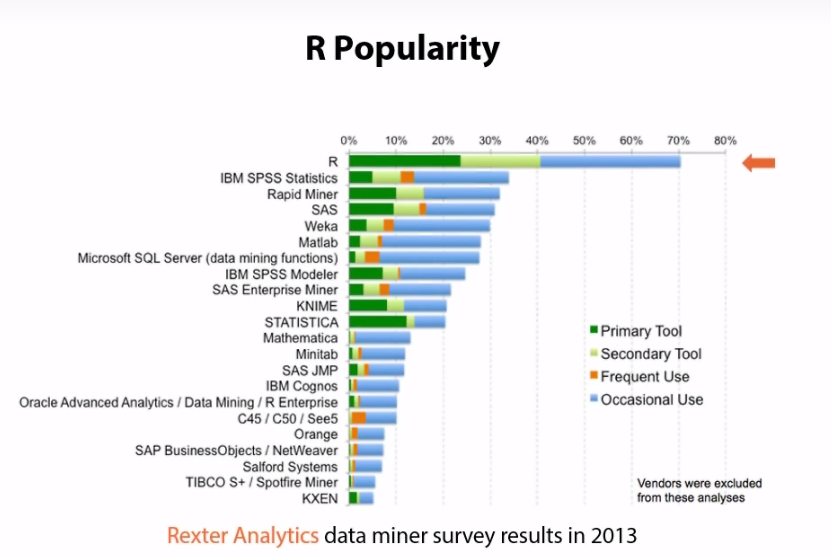 R Popularity
0% 10% 20% 30% 40% 50% 60% 70% 80%
R
IBM SPSS Statistics
Rapid Miner
SAS
Weka
Matlab
Microsoft SQL Server (data mining functions)
IBM SPSS Modeler
SAS Enterprise Miner
KNIME
STATISTICA
Mathematica
Minitab
SAS JMP
IBM Cognos
Oracle Advanced Analytics / Data Mining / R Enterprise
C45 / C50 / See5
Orange
SAP BusinessObjects / NetWeaver
Salford Systems
TIBCO S+ / Spotfire Miner
KXEN
Primary Tool
Secondary Tool
Frequent Use
Occasional Use
Vendors were excluded
from these analyses
Rexter Analytics data miner survey results in 2013